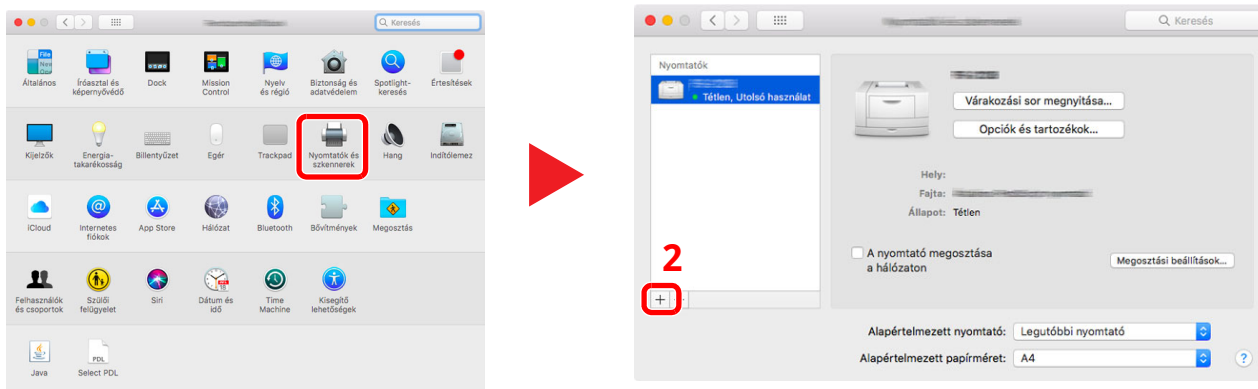 Keresés
File
New
Általános
Íróasztal és
képernyővédő
Dock
Mission
Control
Nyelv
és régió
Biztonság és
adatvédelem
Spotlight-
keresés
Értesítések
Kijelzők
Energia-
takarékosság
Billentyűzet
Egér
Trackpad
Nyomtatók és
szkennerek
Hang
Indítólemez
iCloud
Internetes
fiókok
App Store
Hálózat
Bluetooth
Bővítmények
Megosztás
Felhasználók
és csoportok
Szülői
felügyelet
Siri
Dátum és
idő
Time
Machine
Kisegítő
lehetőségek
Java
PDL
Select PDL
Keresés
Nyomtatók
Tétlen, Utolsó használat
Várakozási sor megnyitása...
Opciók és tartozékok...
Hely:
Fajta:
Állapot: Tétlen
2
A nyomtató megosztása
a hálózaton
Megosztási beállítások...
+
Alapértelmezett nyomtató: Legutóbbi nyomtató
Alapértelmezett papírméret: A4
?